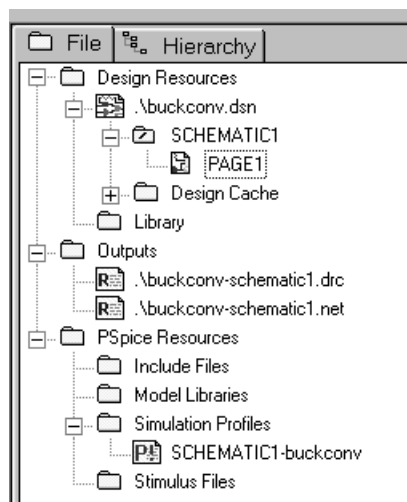 File Hierarchy
Design Resources
.\buckconv.dsn
SCHEMATIC1
PAGE1
Design Cache
Library
Outputs
.\buckconv-schematic1.drc
.\buckconv-schematic1.net
PSpice Resources
Include Files
Model Libraries
Simulation Profiles
SCHEMATIC1-buckconv
Stimulus Files